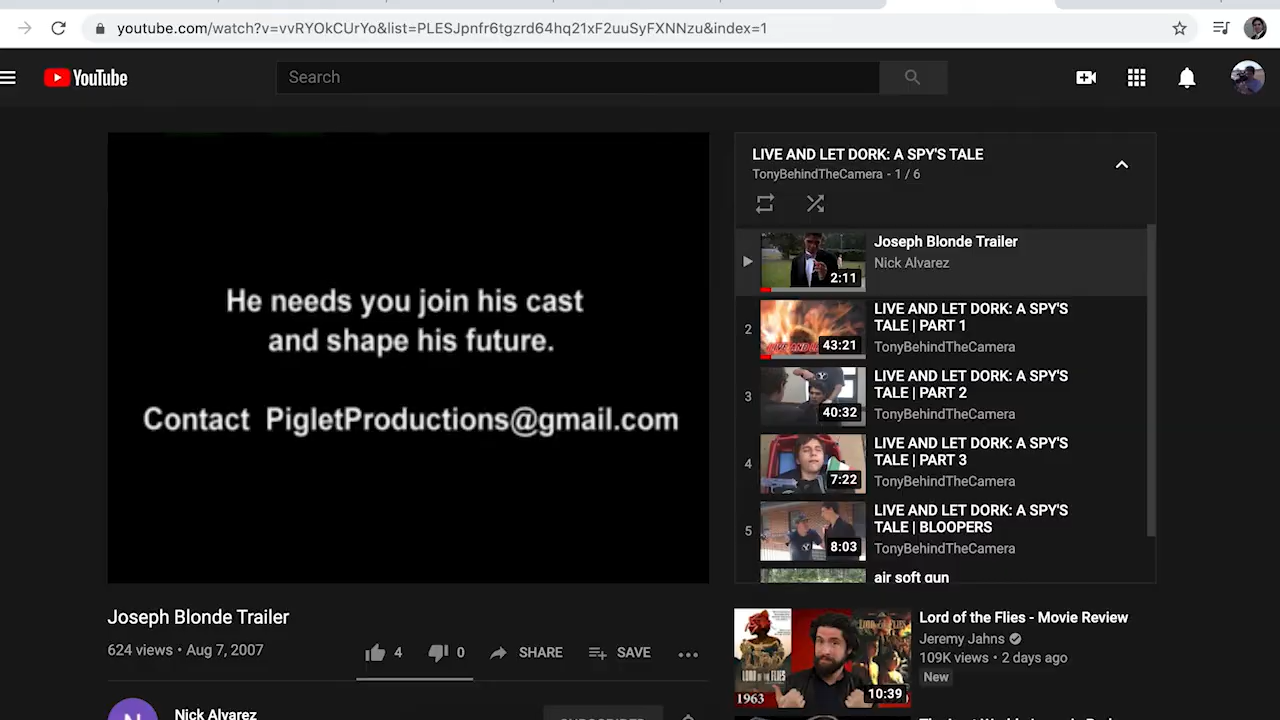 youtube.com/watch?v=vvRYOkCUrYo&list=PLESJpnfr6tgzrd64hq21xF2uuSyFXNNzu&index=1
YouTube
Search
He needs you join his cast
and shape his future.
Contact PigletProductions@gmail.com
Joseph Blonde Trailer
624 views • Aug 7, 2007
4
0
SHARE
SAVE
N
Nick Alvarez
LIVE AND LET DORK: A SPY'S TALE
TonyBehindTheCamera - 1 / 6
2:11
Joseph Blonde Trailer
Nick Alvarez
2
43:21
LIVE AND LET DORK: A SPY'S
TALE | PART 1
TonyBehindTheCamera
3
40:32
LIVE AND LET DORK: A SPY'S
TALE | PART 2
TonyBehindTheCamera
4
7:22
LIVE AND LET DORK: A SPY'S
TALE | PART 3
TonyBehindTheCamera
5
8:03
LIVE AND LET DORK: A SPY'S
TALE | BLOOPERS
TonyBehindTheCamera
air soft gun
LORD OF THE FLIES
1963
10:39
Lord of the Flies - Movie Review
Jeremy Jahns
109K views • 2 days ago
New